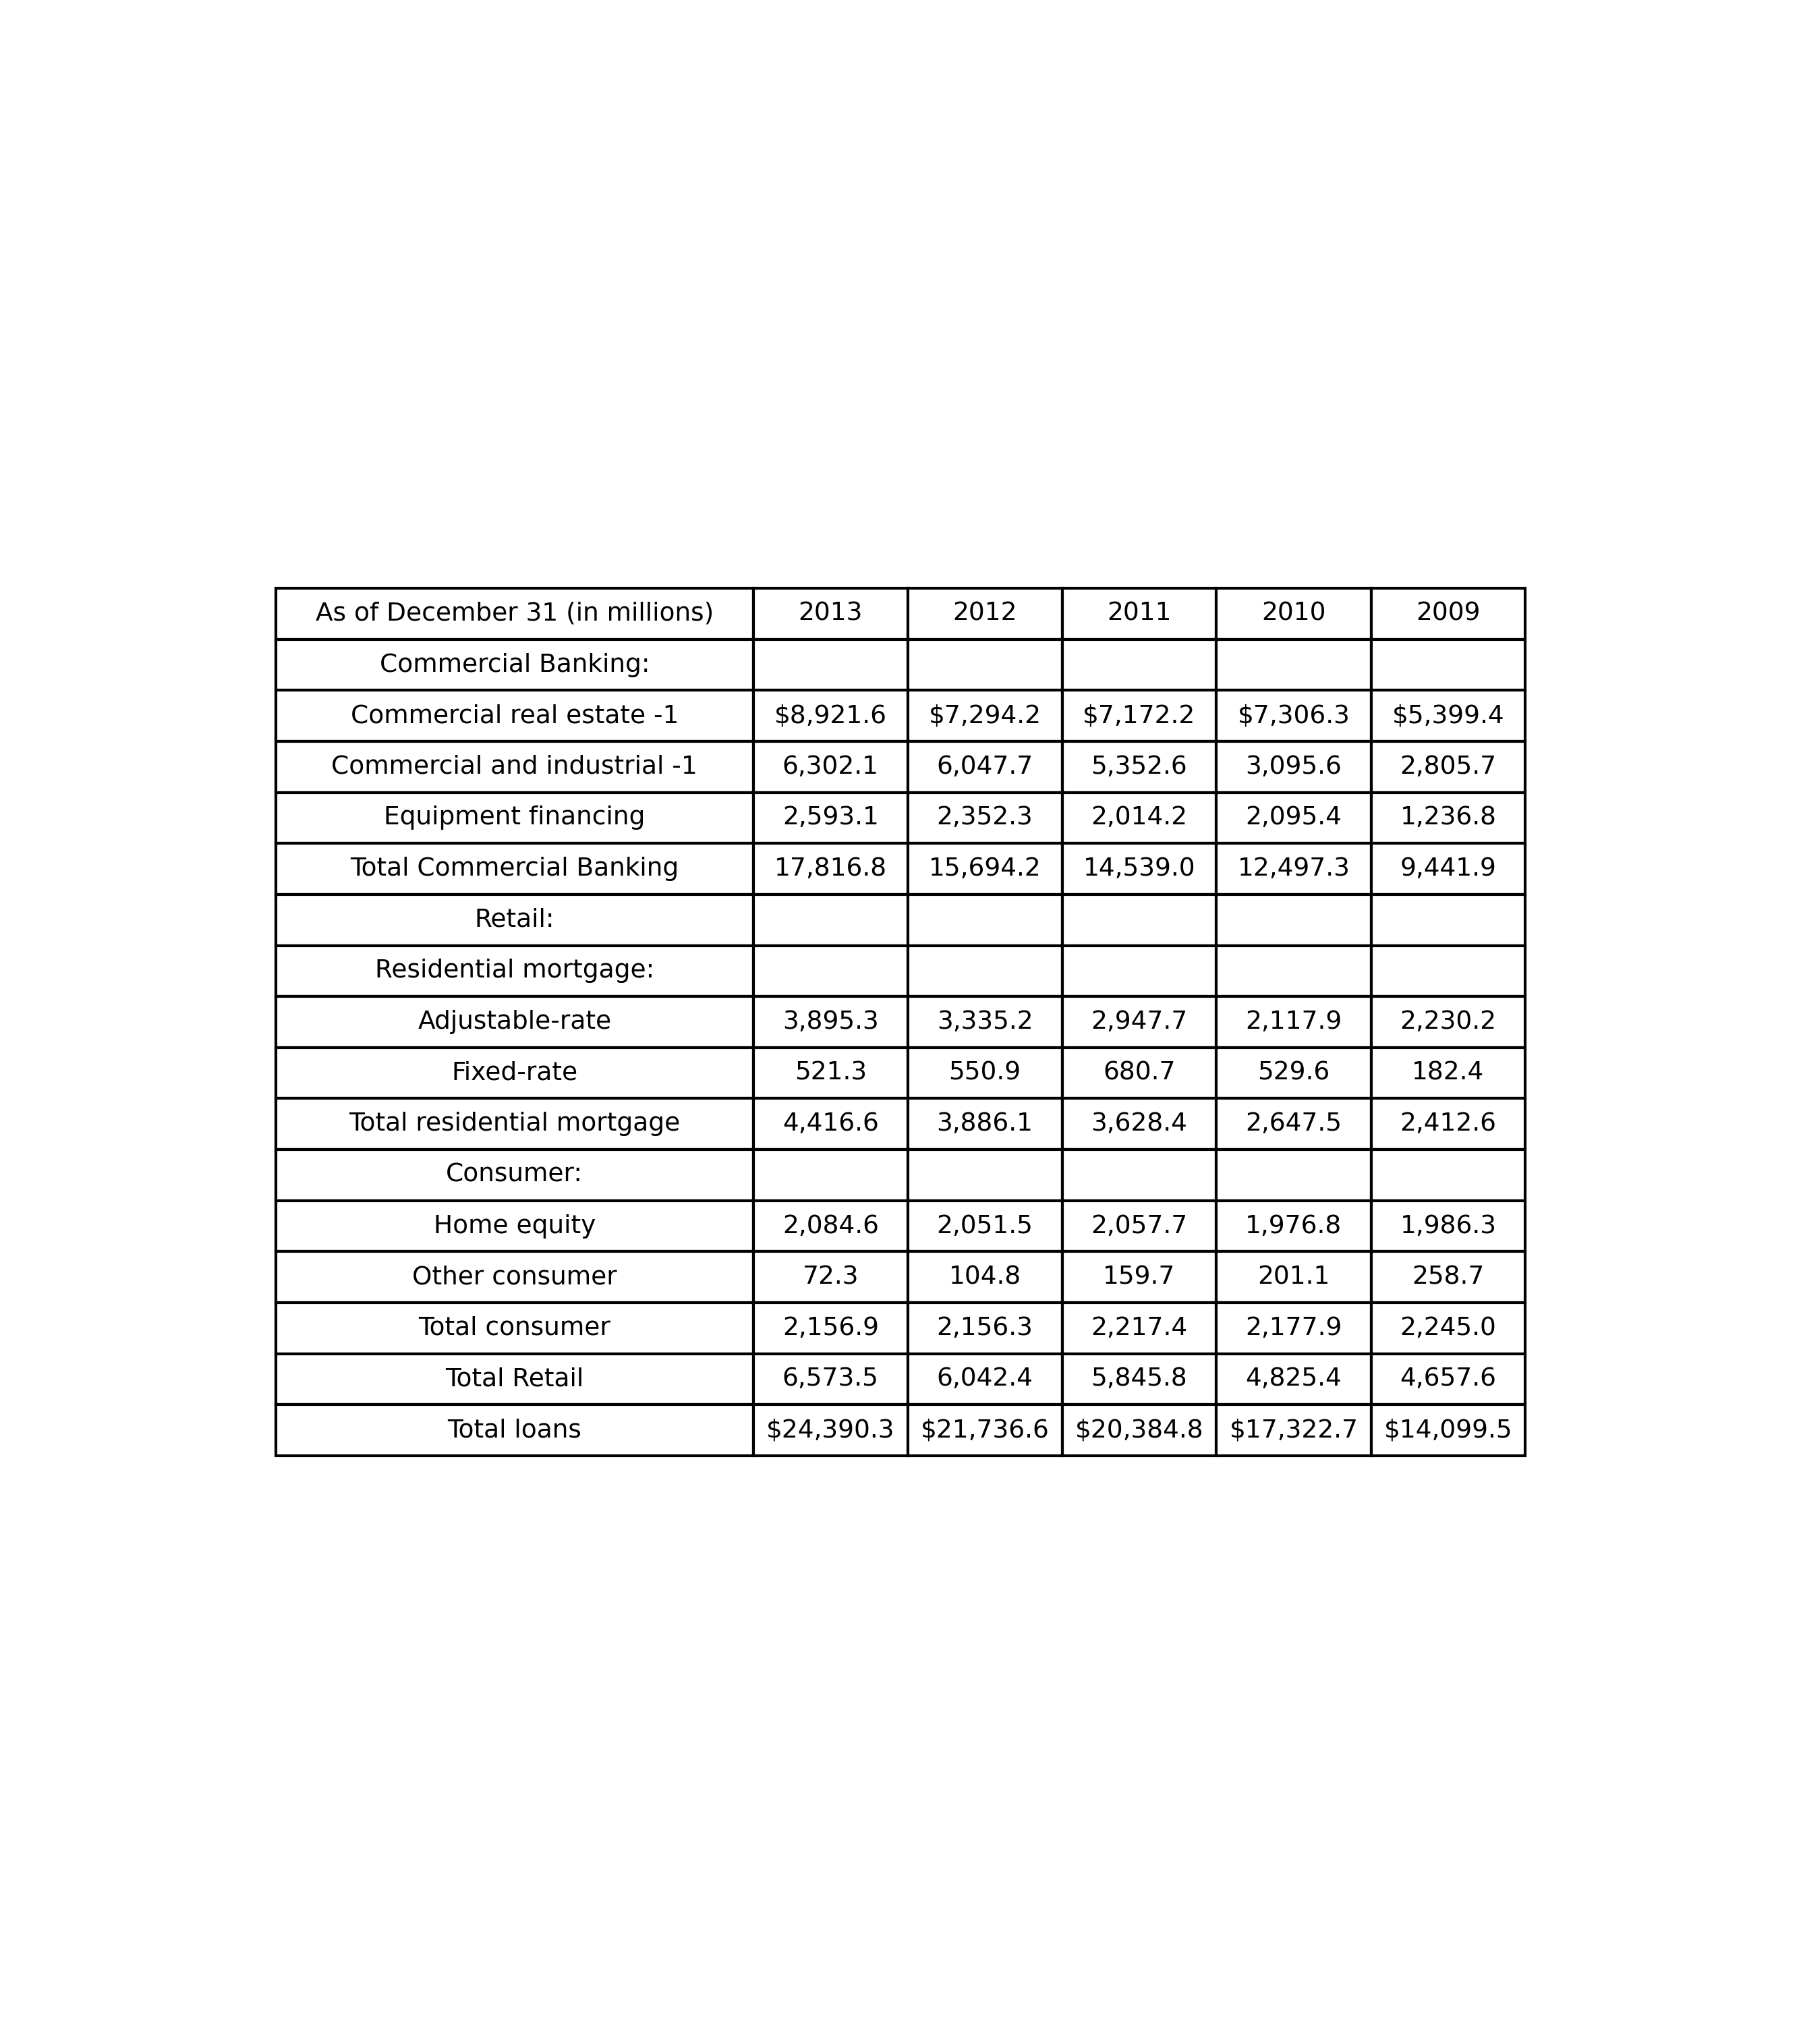 As of December 31 (in millions) 2013 2012 2011 2010 2009
Commercial Banking:
Commercial real estate -1 $8,921.6 $7,294.2 $7,172.2 $7,306.3 $5,399.4
Commercial and industrial -1 6,302.1 6,047.7 5,352.6 3,095.6 2,805.7
Equipment financing 2,593.1 2,352.3 2,014.2 2,095.4 1,236.8
Total Commercial Banking 17,816.8 15,694.2 14,539.0 12,497.3 9,441.9
Retail:
Residential mortgage:
Adjustable-rate 3,895.3 3,335.2 2,947.7 2,117.9 2,230.2
Fixed-rate 521.3 550.9 680.7 529.6 182.4
Total residential mortgage 4,416.6 3,886.1 3,628.4 2,647.5 2,412.6
Consumer:
Home equity 2,084.6 2,051.5 2,057.7 1,976.8 1,986.3
Other consumer 72.3 104.8 159.7 201.1 258.7
Total consumer 2,156.9 2,156.3 2,217.4 2,177.9 2,245.0
Total Retail 6,573.5 6,042.4 5,845.8 4,825.4 4,657.6
Total loans $24,390.3 $21,736.6 $20,384.8 $17,322.7 $14,099.5